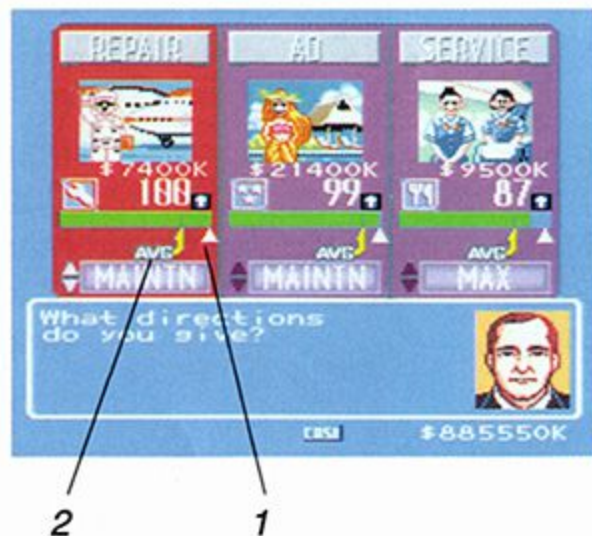 REPAIR AD SERVICE
$7400K $21400K $9500K
100 99 87
AVG AVG AVG
MAINTN MAINTN MAX
What directions
do you give?
CASH $885550K
2 1